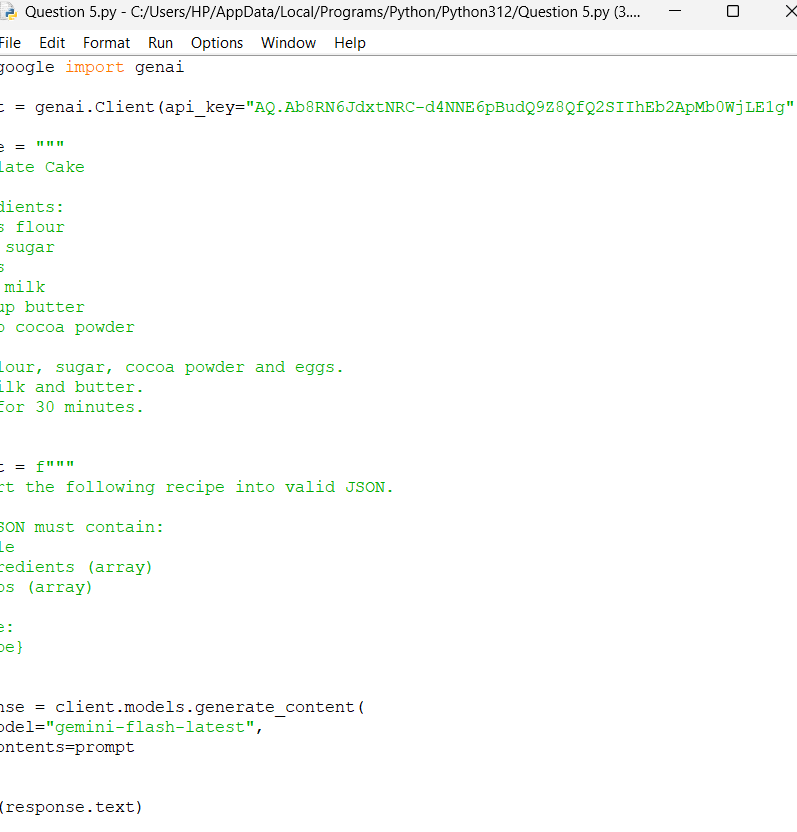 Question 5.py - C:/Users/HP/AppData/Local/Programs/Python/Python312/Question 5.py (3....
File Edit Format Run Options Window Help
google import genai
t = genai.Client(api_key="AQ.Ab8RN6JdxtNRC-d4NNE6pBudQ9Z8QfQ2SIIhEb2ApMb0WjLE1g"
e = """
late Cake
dients:
s flour
sugar
s
milk
up butter
p cocoa powder
lour, sugar, cocoa powder and eggs.
ilk and butter.
for 30 minutes.
t = f"""
rt the following recipe into valid JSON.
SON must contain:
le
redients (array)
ps (array)
e:
pe}
nse = client.models.generate_content(
odel="gemini-flash-latest",
ontents=prompt
(response.text)